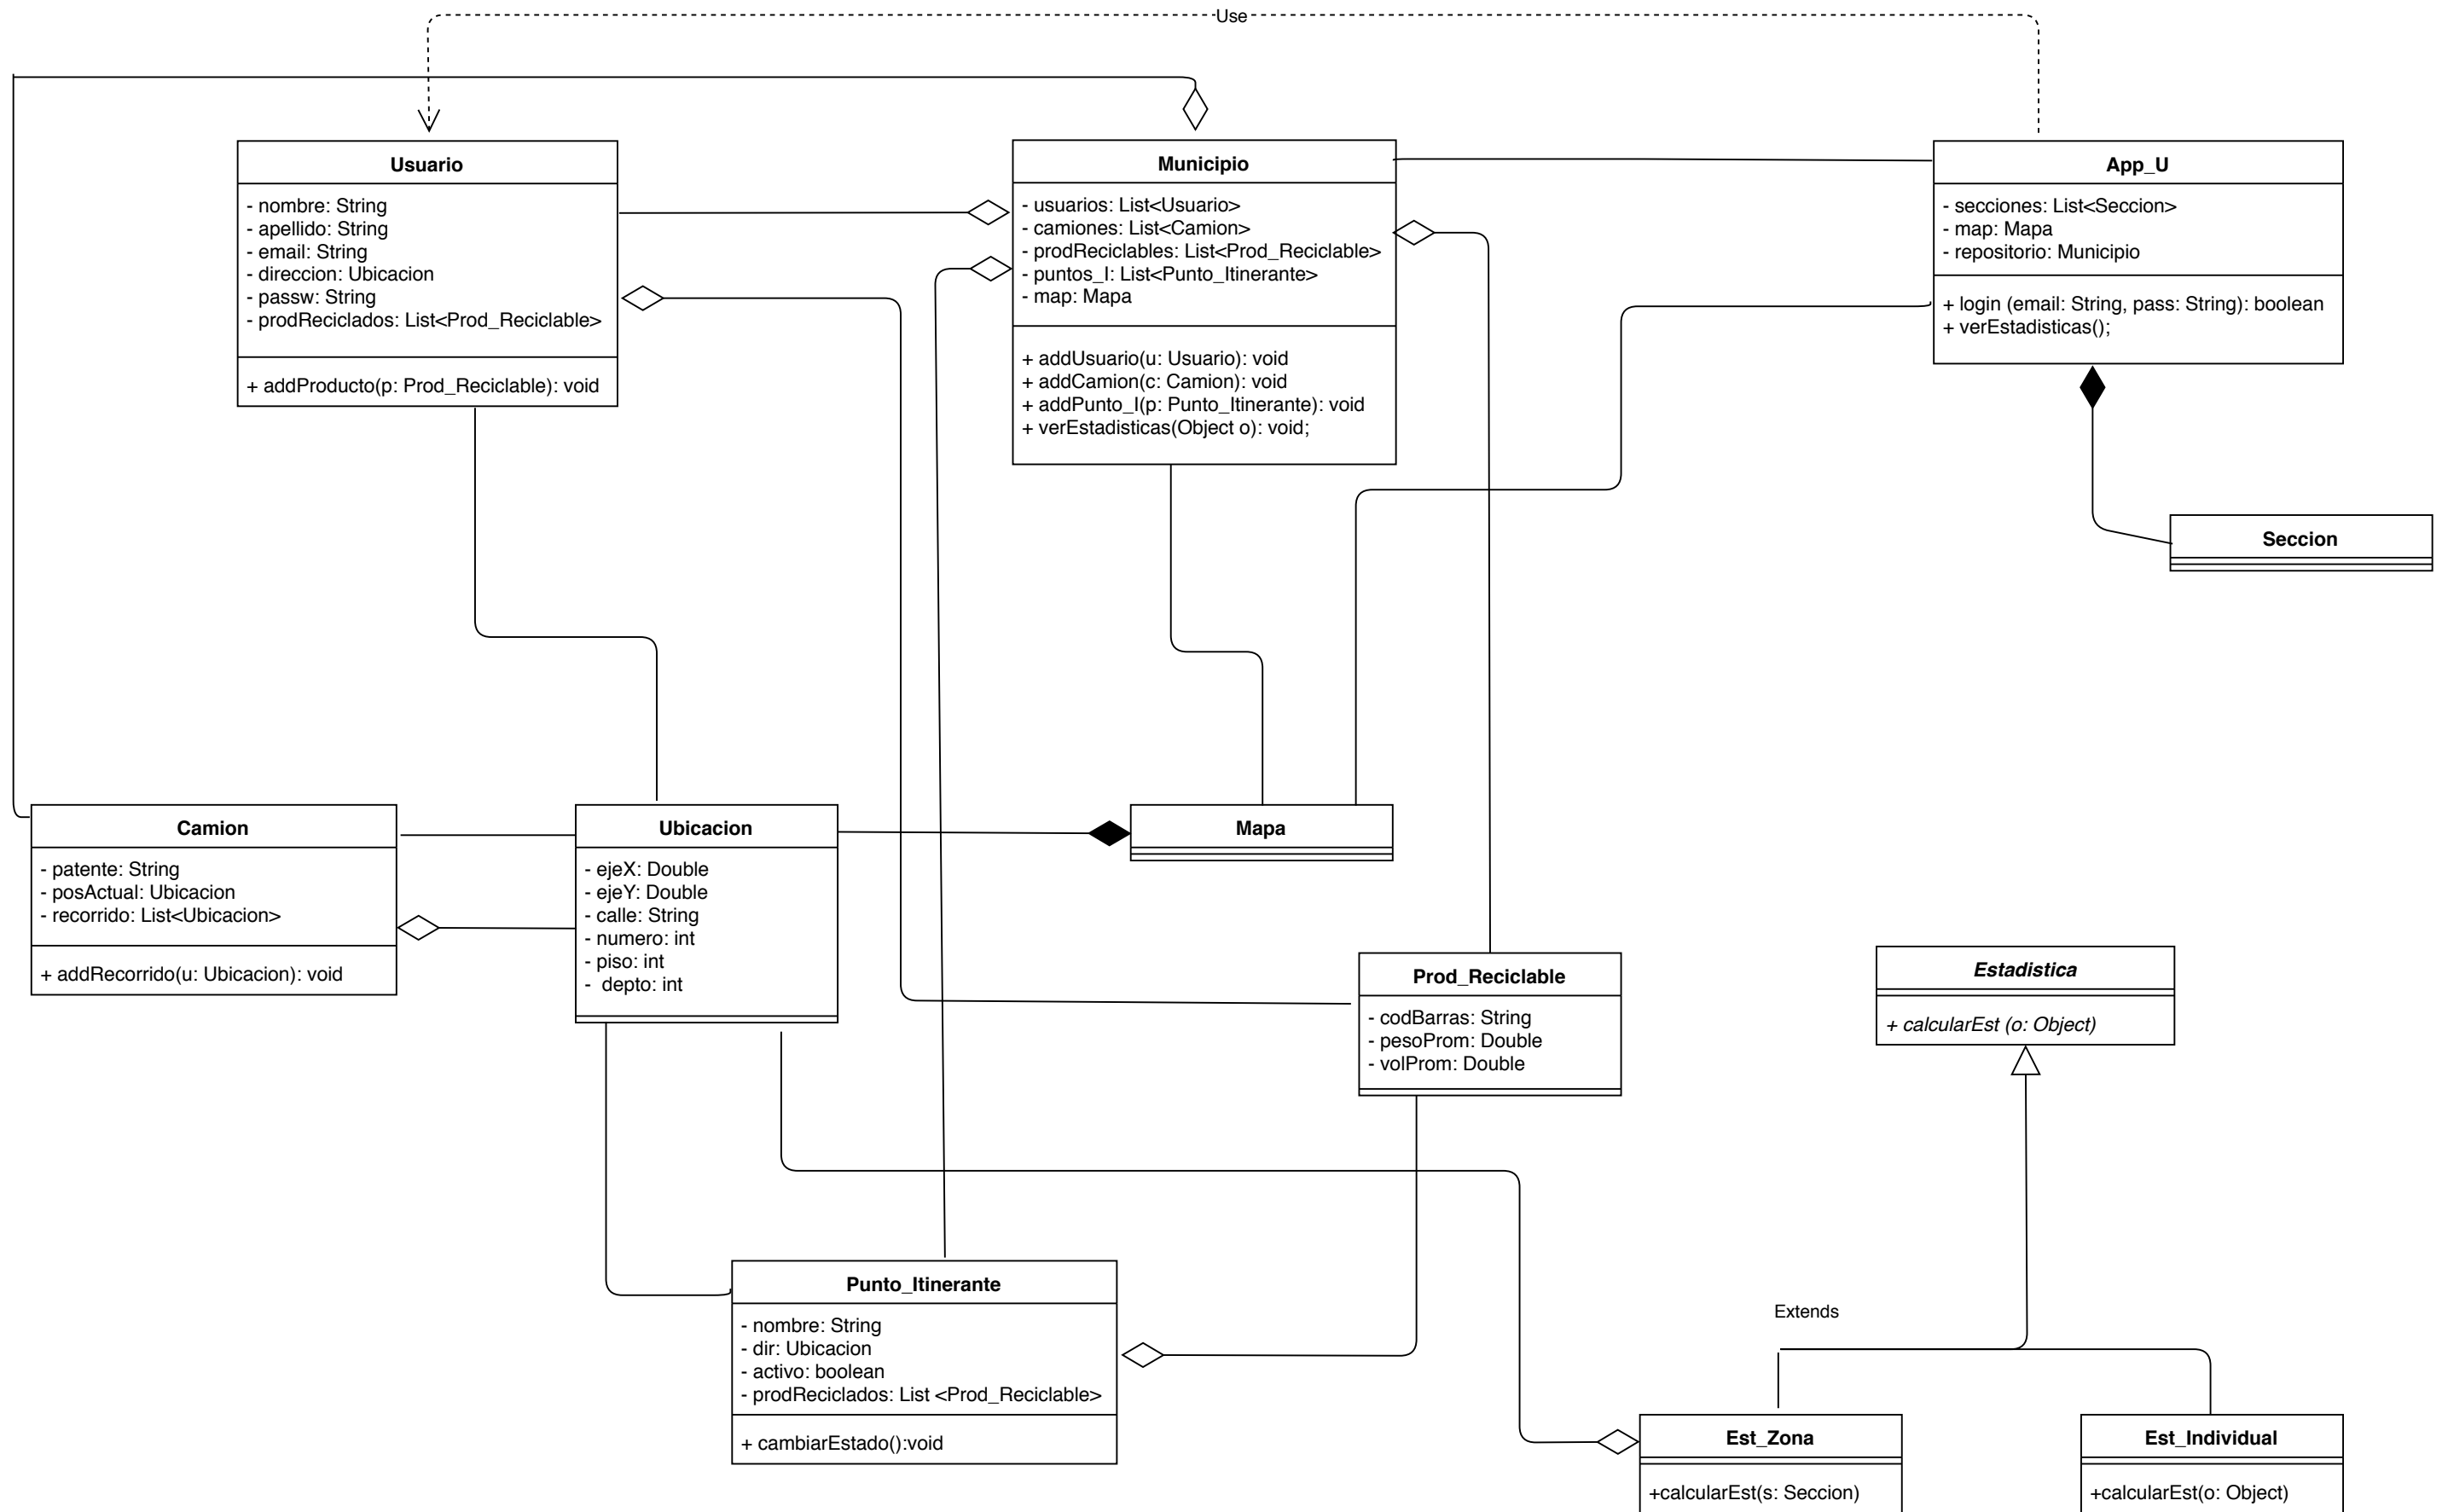 Use
Usuario
- nombre: String
- apellido: String
- email: String
- direccion: Ubicacion
- passw: String
- prodReciclados: List<Prod_Reciclable>
+ addProducto(p: Prod_Reciclable): void
Municipio
- usuarios: List<Usuario>
- camiones: List<Camion>
- prodReciclables: List<Prod_Reciclable>
- puntos_I: List<Punto_Itinerante>
- map: Mapa
+ addUsuario(u: Usuario): void
+ addCamion(c: Camion): void
+ addPunto_I(p: Punto_Itinerante): void
+ verEstadisticas(Object o): void;
App_U
- secciones: List<Seccion>
- map: Mapa
- repositorio: Municipio
+ login (email: String, pass: String): boolean
+ verEstadisticas();
Seccion
Camion
- patente: String
- posActual: Ubicacion
- recorrido: List<Ubicacion>
+ addRecorrido(u: Ubicacion): void
Ubicacion
- ejeX: Double
- ejeY: Double
- calle: String
- numero: int
- piso: int
- depto: int
Mapa
Prod_Reciclable
- codBarras: String
- pesoProm: Double
- volProm: Double
Estadistica
+ calcularEst (o: Object)
Extends
Punto_Itinerante
- nombre: String
- dir: Ubicacion
- activo: boolean
- prodReciclados: List <Prod_Reciclable>
+ cambiarEstado():void
Est_Zona
+calcularEst(s: Seccion)
Est_Individual
+calcularEst(o: Object)